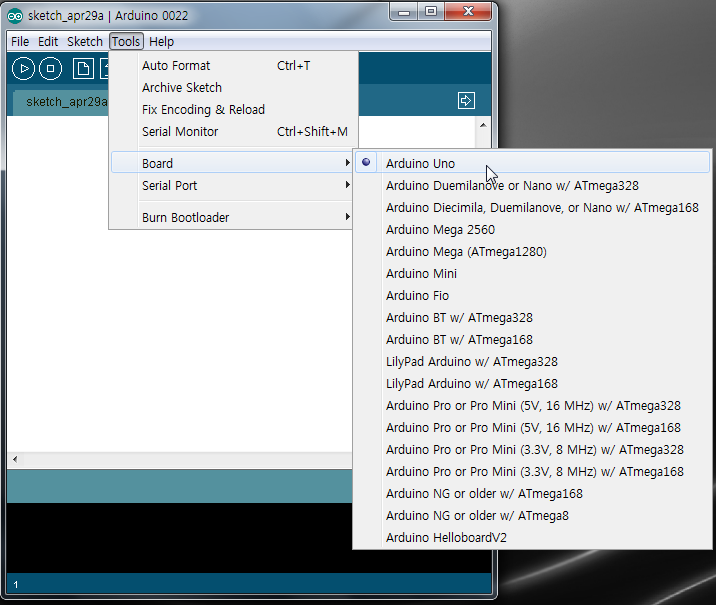 sketch_apr29a | Arduino 0022
File Edit Sketch Tools Help
sketch_apr29a
Auto Format Ctrl+T
Archive Sketch
Fix Encoding & Reload
Serial Monitor Ctrl+Shift+M
Board
Serial Port
Burn Bootloader
Arduino Uno
Arduino Duemilanove or Nano w/ ATmega328
Arduino Diecimila, Duemilanove, or Nano w/ ATmega168
Arduino Mega 2560
Arduino Mega (ATmega1280)
Arduino Mini
Arduino Fio
Arduino BT w/ ATmega328
Arduino BT w/ ATmega168
LilyPad Arduino w/ ATmega328
LilyPad Arduino w/ ATmega168
Arduino Pro or Pro Mini (5V, 16 MHz) w/ ATmega328
Arduino Pro or Pro Mini (5V, 16 MHz) w/ ATmega168
Arduino Pro or Pro Mini (3.3V, 8 MHz) w/ ATmega328
Arduino Pro or Pro Mini (3.3V, 8 MHz) w/ ATmega168
Arduino NG or older w/ ATmega168
Arduino NG or older w/ ATmega8
Arduino HelloboardV2
1